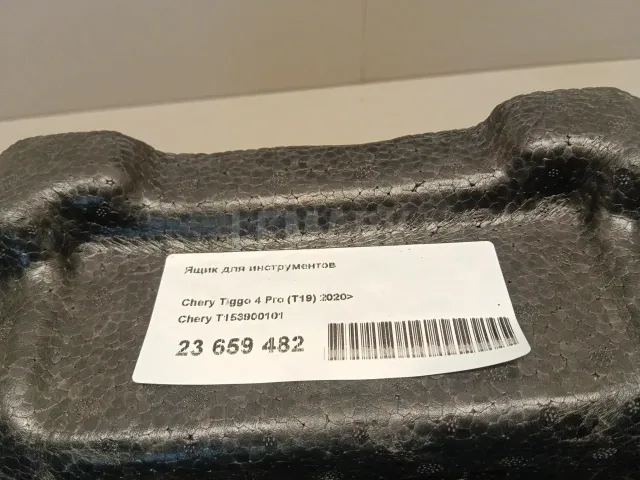 Ящик для инструментов
Chery Tiggo 4 Pro (T19) 2020>
Chery T153900101
23 659 482